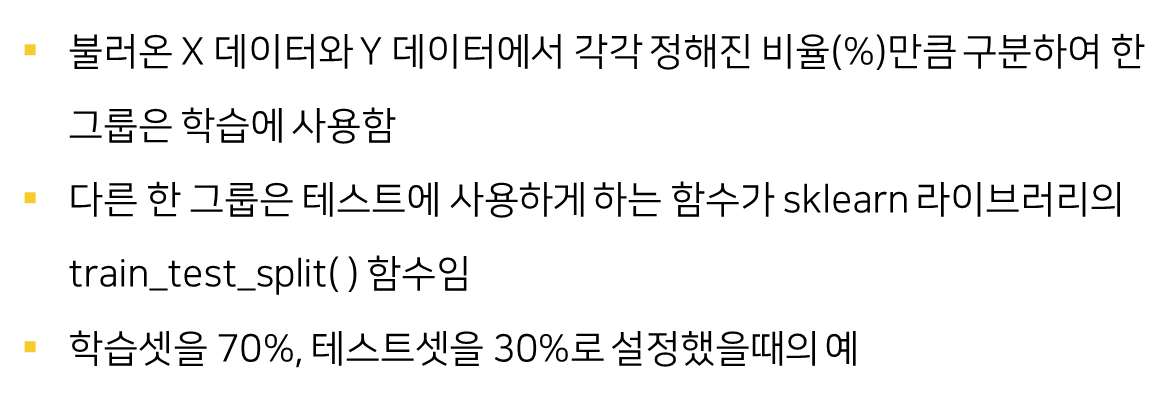 ▪ 불러온 X 데이터와 Y 데이터에서 각각 정해진 비율(%)만큼 구분하여 한
그룹은 학습에 사용함
▪ 다른 한 그룹은 테스트에 사용하게 하는 함수가 sklearn 라이브러리의
train_test_split( ) 함수임
▪ 학습셋을 70%, 테스트셋을 30%로 설정했을때의 예